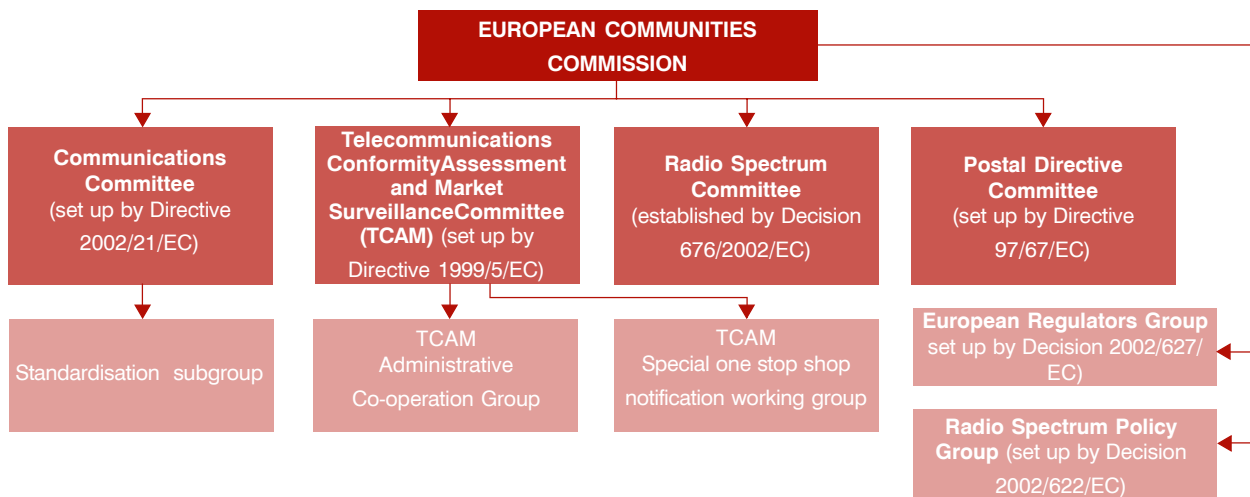 EUROPEAN COMMUNITIES
COMMISSION
Communications
Committee
(set up by Directive
2002/21/EC)
Telecommunications
ConformityAssessment
and Market
SurveillanceCommittee
(TCAM) (set up by
Directive 1999/5/EC)
Radio Spectrum
Committee
(established by Decision
676/2002/EC)
Postal Directive
Committee
(set up by Directive
97/67/EC)
Standardisation subgroup
TCAM
Administrative
Co-operation Group
TCAM
Special one stop shop
notification working group
European Regulators Group
set up by Decision 2002/627/
EC)
Radio Spectrum Policy
Group (set up by Decision
2002/622/EC)